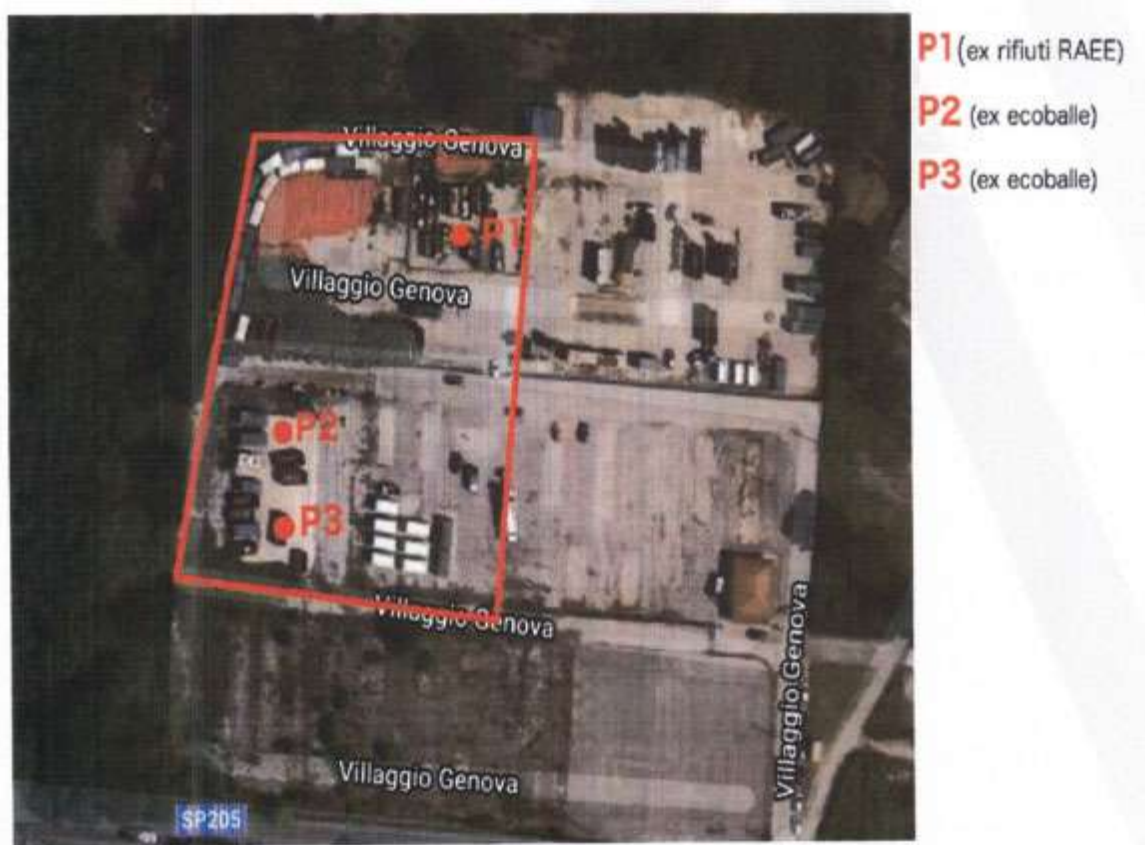 P1 (ex rifiuti RAEE)
P2 (ex ecoballe)
P3 (ex ecoballe)
Villaggio Genova
P1
Villaggio Genova
P2
P3
Villaggio Genova
Villaggio Genova
Villaggio Genova
SP205